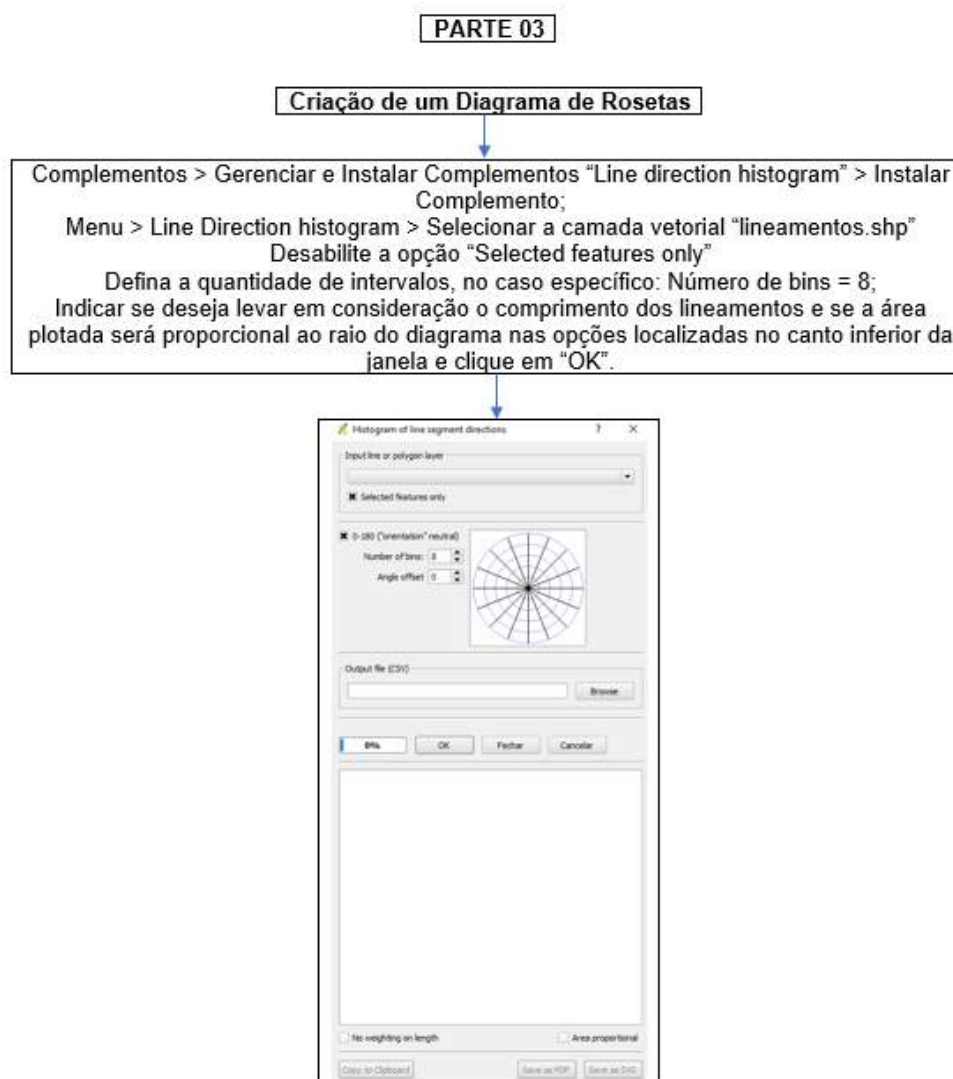 PARTE 03
Criação de um Diagrama de Rosetas
Complementos > Gerenciar e Instalar Complementos “Line direction histogram” > Instalar
Complemento;
Menu > Line Direction histogram > Selecionar a camada vetorial “lineamentos.shp”
Desabilite a opção “Selected features only”
Defina a quantidade de intervalos, no caso específico: Número de bins = 8;
Indicar se deseja levar em consideração o comprimento dos lineamentos e se a área
plotada será proporcional ao raio do diagrama nas opções localizadas no canto inferior da
janela e clique em “OK”.
Histogram of line segment directions ? ×
Input line or polygon layer
Selected features only
0-180 ("orientation" neutral)
Number of bins: 8
Angle offset 0
Output file (CSV)
Browse
0% OK Fechar Cancelar
No weighting on length Area proportional
Copy to Clipboard Save as PDF Save as SVG